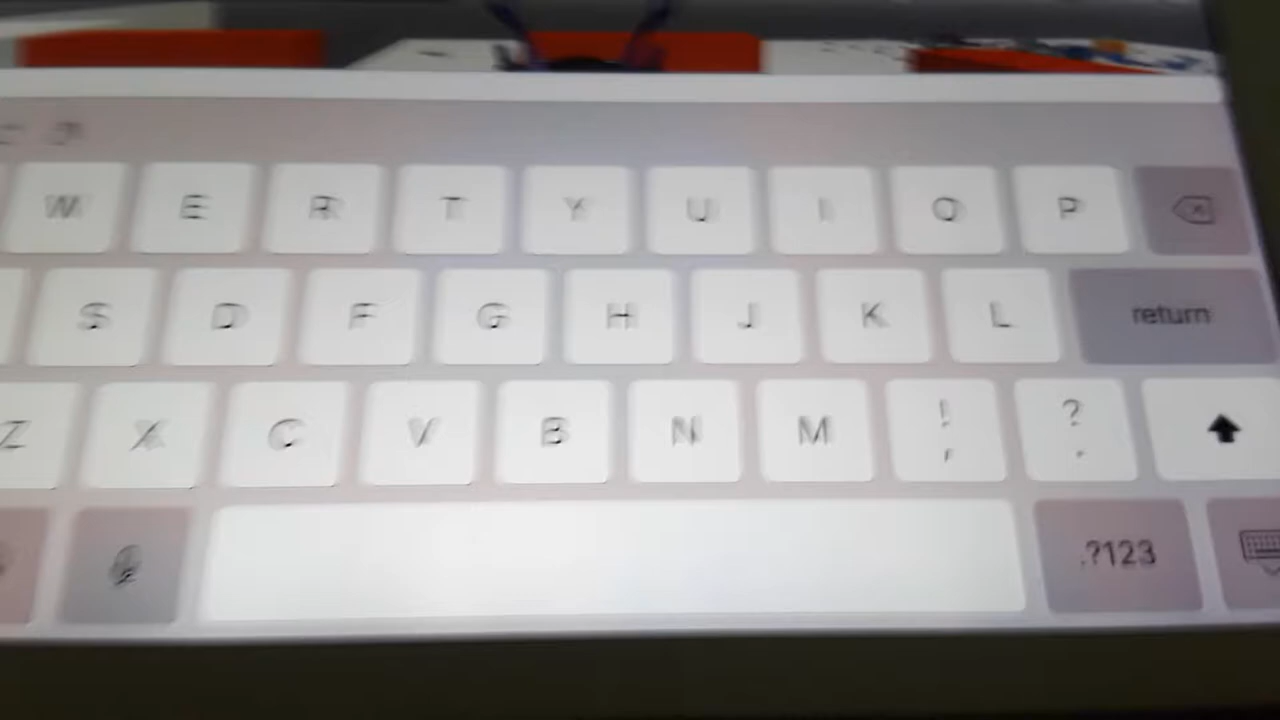 W E R T Y U I O P
S D F G H J K L return
Z X C V B N M ! , ? .
.?123